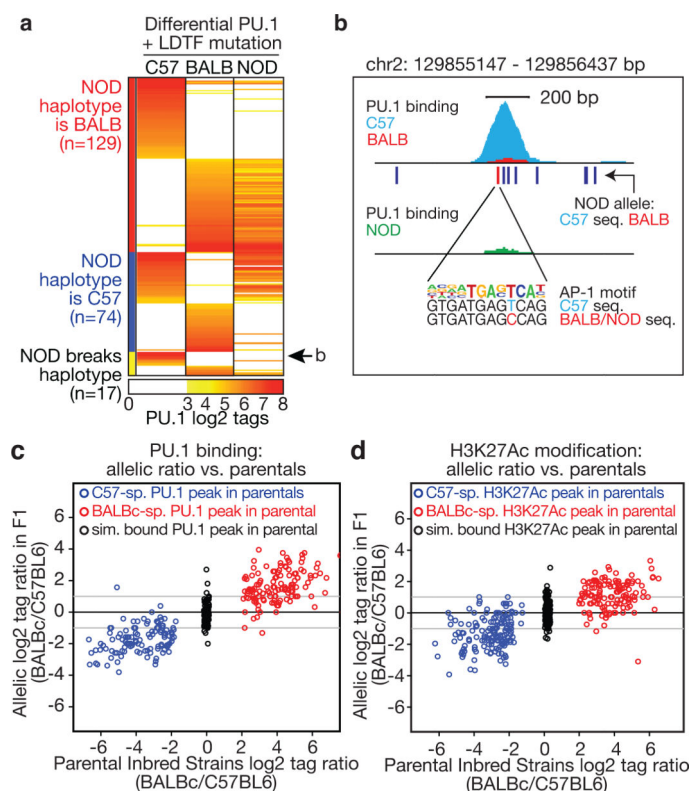 a
Differential PU.1
+ LDTF mutation
C57 BALB NOD
NOD
haplotype
is BALB
(n=129)
NOD
haplotype
is C57
(n=74)
NOD breaks
haplotype
(n=17)
b
0 3 4 5 6 7 8
PU.1 log2 tags
b
chr2: 129855147 - 129856437 bp
200 bp
PU.1 binding
C57
BALB
NOD allele:
C57 seq. BALB
PU.1 binding
NOD
TGAGTCA
AP-1 motif
GTGATGAGTCAG
C57 seq.
GTGATGAGCCAG
BALB/NOD seq.
c
PU.1 binding:
allelic ratio vs. parentals
C57-sp. PU.1 peak in parentals
BALBc-sp. PU.1 peak in parental
sim. bound PU.1 peak in parental
Allelic log2 tag ratio in F1
(BALBc/C57BL6)
6
4
2
0
-2
-4
-6
-6 -4 -2 0 2 4 6
Parental Inbred Strains log2 tag ratio
(BALBc/C57BL6)
d
H3K27Ac modification:
allelic ratio vs. parentals
C57-sp. H3K27Ac peak in parentals
BALBc-sp. H3K27Ac peak in parental
sim. bound H3K27Ac peak in parental
Allelic log2 tag ratio in F1
(BALBc/C57BL6)
6
4
2
0
-2
-4
-6
-6 -4 -2 0 2 4 6
Parental Inbred Strains log2 tag ratio
(BALBc/C57BL6)